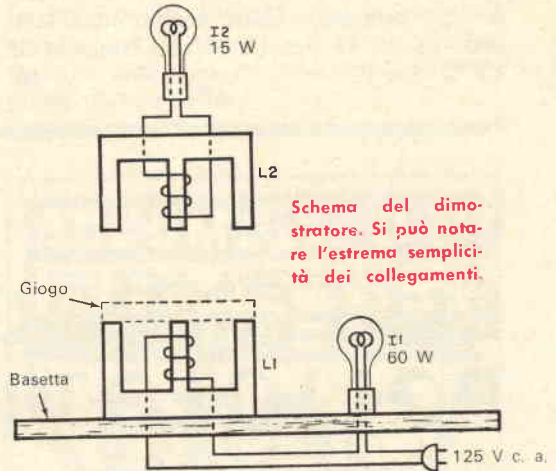 I2
15 W
L2
Schema del dimo-
stratore. Si può nota-
re l'estrema semplici-
tà dei collegamenti.
Giogo
L1
I1
60 W
Basetta
125 V c. a.